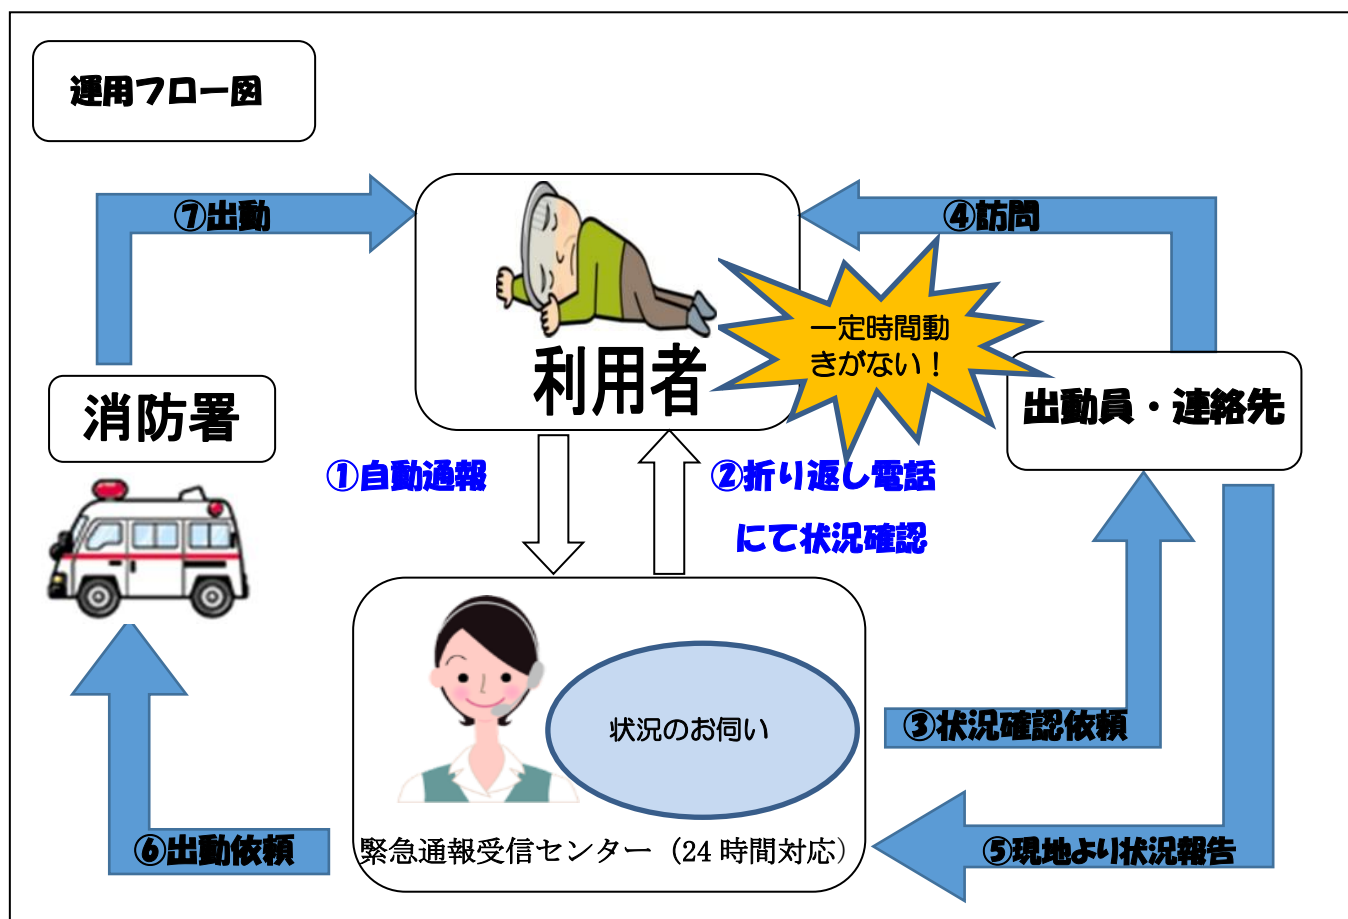 運用フロー図
⑦出動
④訪問
一定時間動
きがない！
利用者
消防署
出動員・連絡先
①自動通報
②折り返し電話
にて状況確認
状況のお伺い
③状況確認依頼
⑥出動依頼
緊急通報受信センター（24時間対応）
⑤現地より状況報告